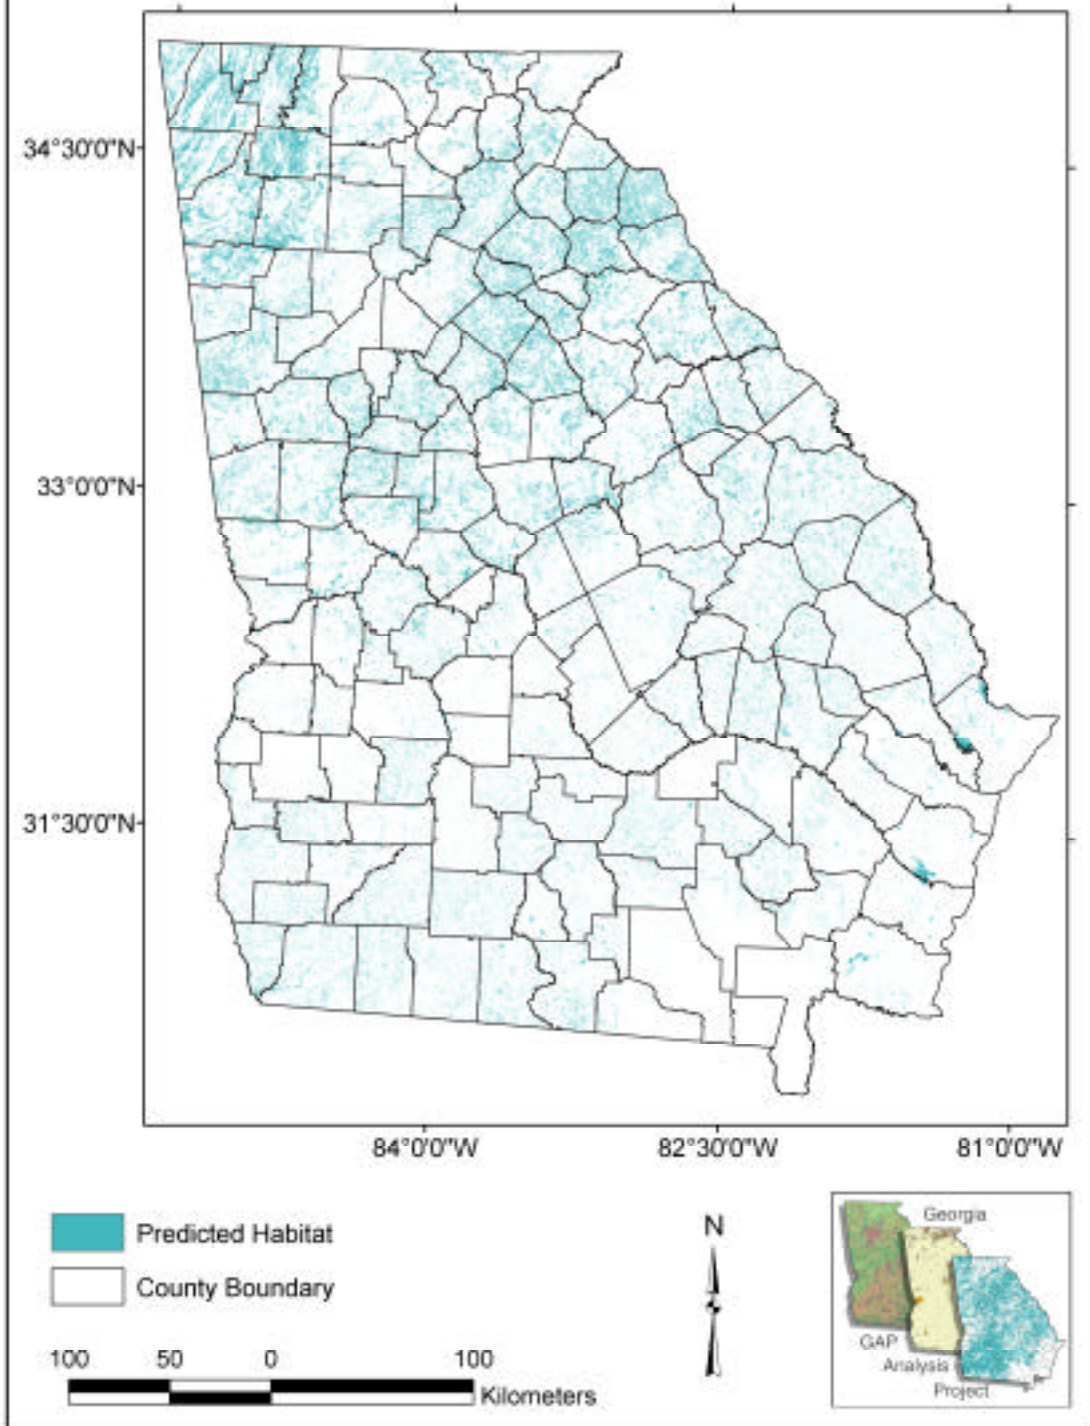 34°30'0"N
33°0'0"N
31°30'0"N
84°0'0"W 82°30'0"W 81°0'0"W
Predicted Habitat
County Boundary
N
100 50 0 100
Kilometers
Georgia
GAP
Analysis
Project